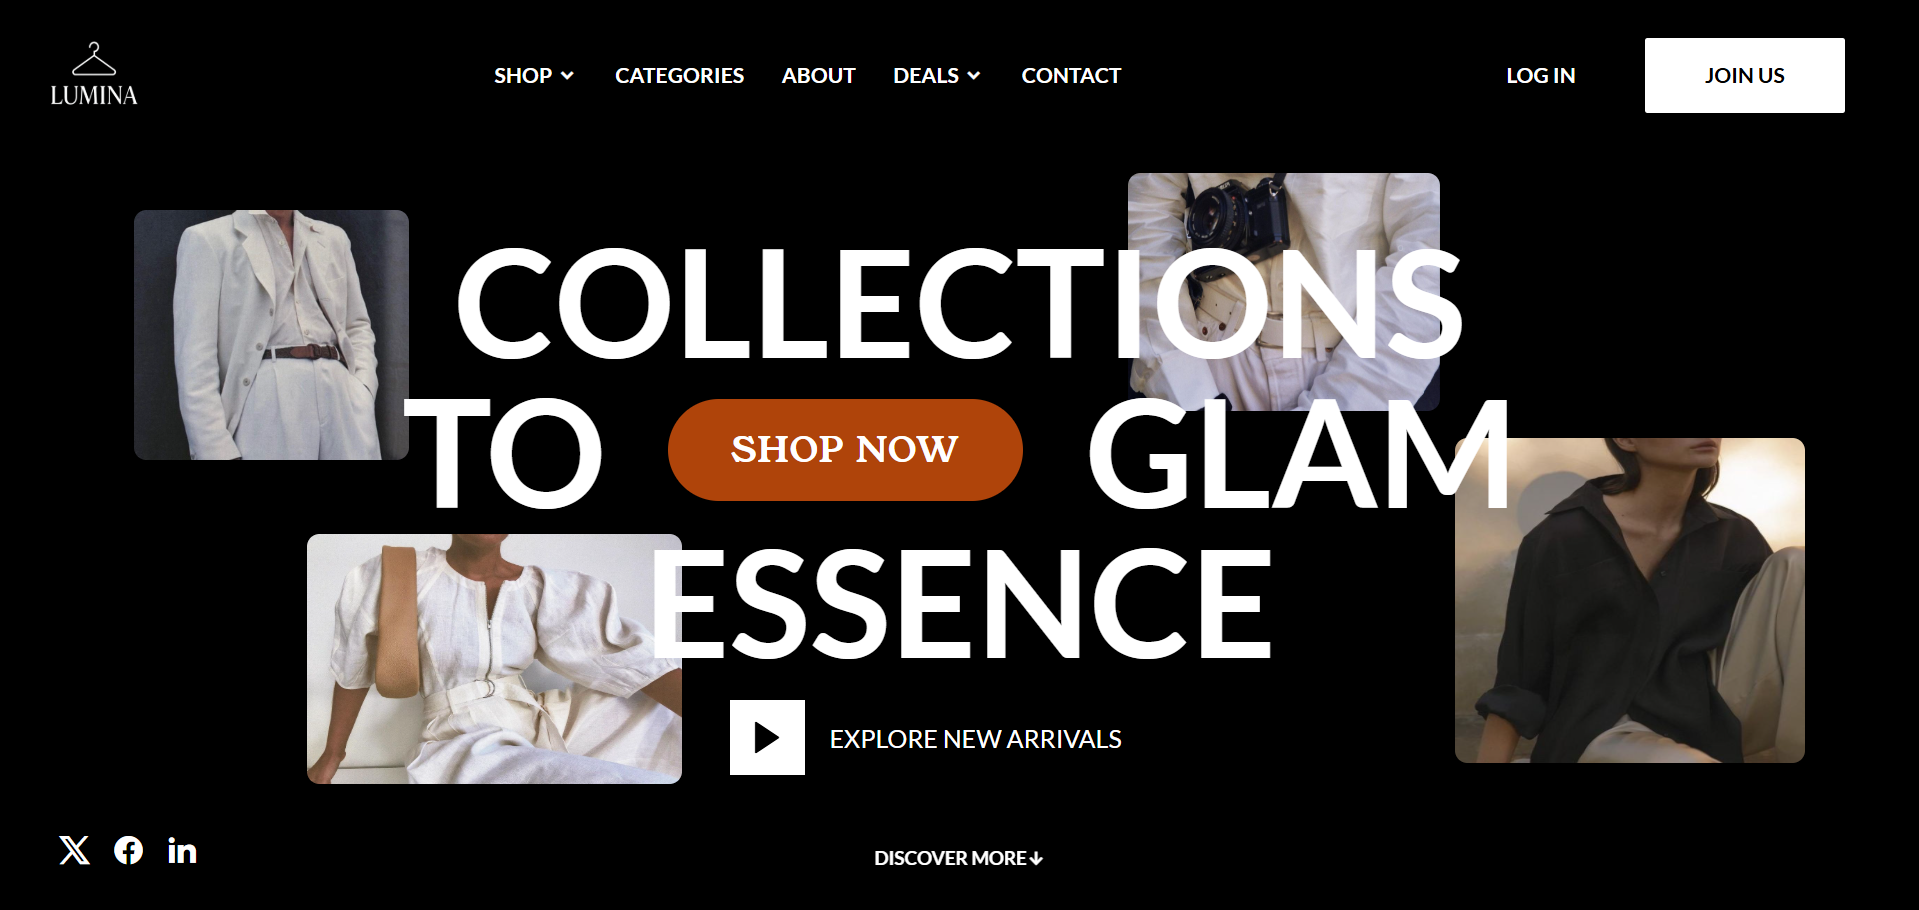 LUMINA
SHOP
CATEGORIES
ABOUT
DEALS
CONTACT
LOG IN
JOIN US
COLLECTIONS
TO SHOP NOW GLAM
ESSENCE
EXPLORE NEW ARRIVALS
DISCOVER MORE